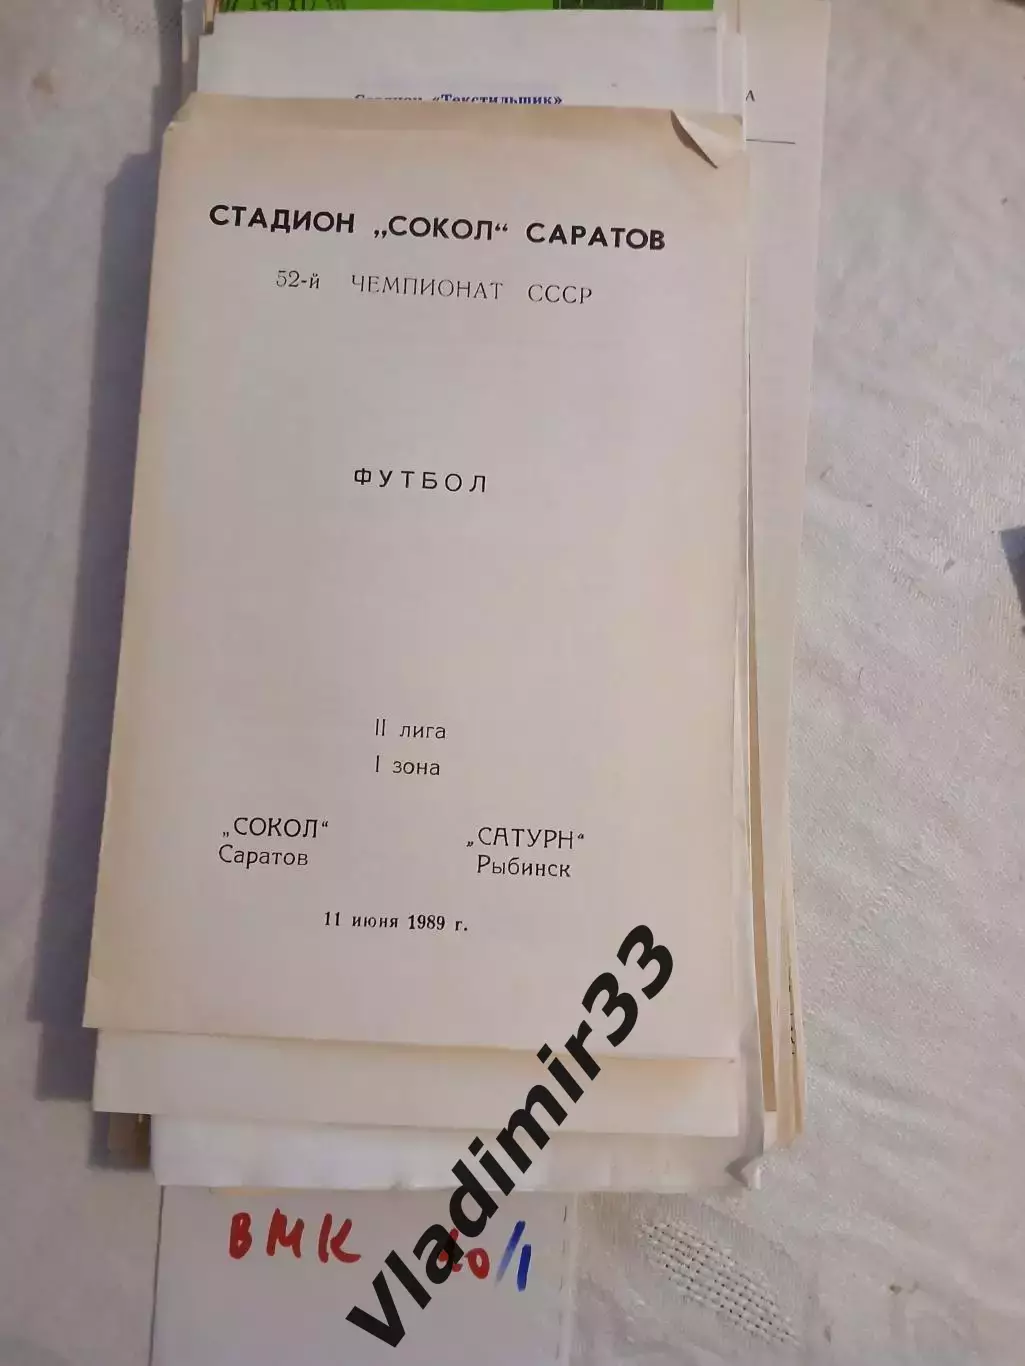 Стадион «Текстильщик»
А
СТАДИОН „СОКОЛ“ САРАТОВ
52-й ЧЕМПИОНАТ СССР
ФУТБОЛ
II лига
I зона
„СОКОЛ“ „САТУРН“
Саратов Рыбинск
11 июня 1989 г.
Vladimir33
ВМК